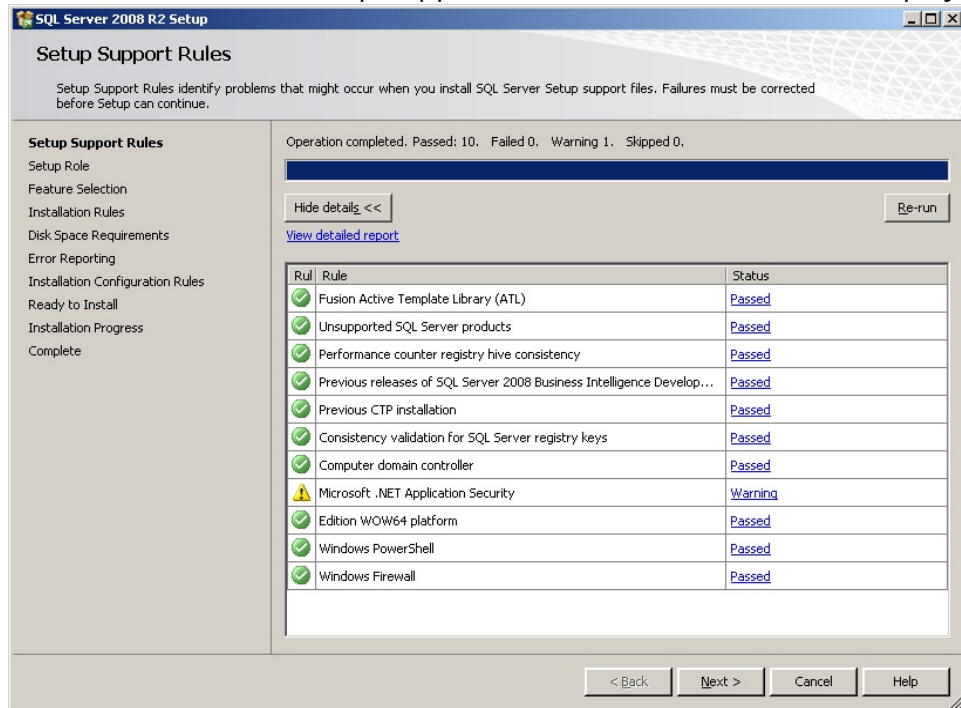 SQL Server 2008 R2 Setup
Setup Support Rules
Setup Support Rules identify problems that might occur when you install SQL Server Setup support files. Failures must be corrected
before Setup can continue.
Setup Support Rules
Setup Role
Feature Selection
Installation Rules
Disk Space Requirements
Error Reporting
Installation Configuration Rules
Ready to Install
Installation Progress
Complete
Operation completed. Passed: 10. Failed 0. Warning 1. Skipped 0.
Hide details <<
Re-run
View detailed report
Rul Rule Status
Fusion Active Template Library (ATL) Passed
Unsupported SQL Server products Passed
Performance counter registry hive consistency Passed
Previous releases of SQL Server 2008 Business Intelligence Develop... Passed
Previous CTP installation Passed
Consistency validation for SQL Server registry keys Passed
Computer domain controller Passed
Microsoft .NET Application Security Warning
Edition WOW64 platform Passed
Windows PowerShell Passed
Windows Firewall Passed
< Back Next > Cancel Help